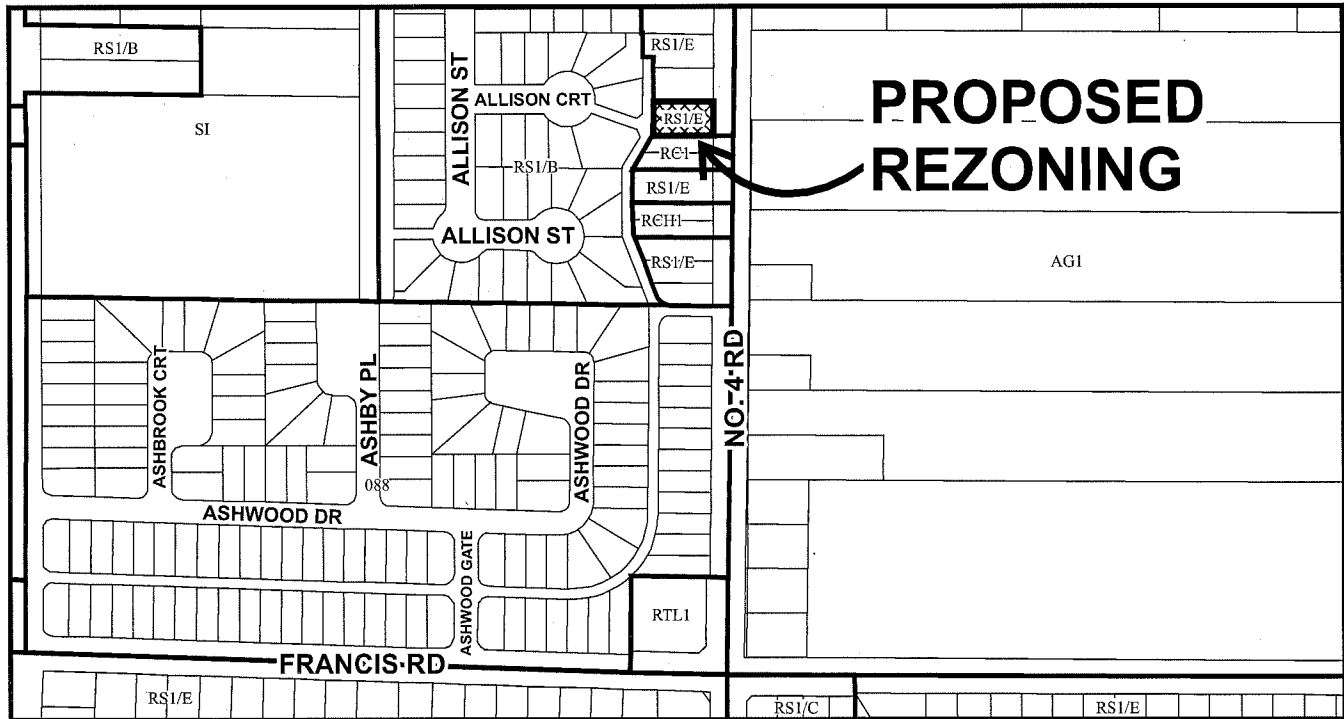 RS1/B
SI
ALLISON ST
ALLISON CRT
RS1/B
ALLISON ST
RS1/E
RS1/E
RC1
RS1/E
RCH1
RS1/E
PROPOSED
REZONING
AG1
NO. 4 RD
ASHBROOK CRT
ASHBY PL
088
ASHWOOD DR
ASHWOOD DR
ASHWOOD GATE
RTL1
FRANCIS RD
RS1/E
RS1/C
RS1/E